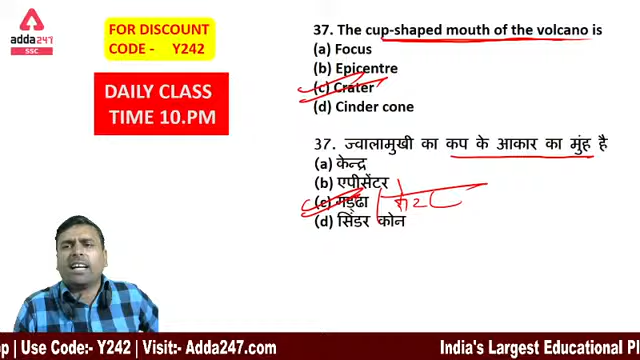 adda247
SSC
FOR DISCOUNT
CODE - Y242
DAILY CLASS
TIME 10.PM
37. The cup-shaped mouth of the volcano is
(a) Focus
(b) Epicentre
(c) Crater
(d) Cinder cone
37. ज्वालामुखी का कप के आकार का मुंह है
(a) केन्द्र
(b) एपीसेंटर
(c) गड्ढा
(d) सिंडर कोन
p | Use Code:- Y242 | Visit:- Adda247.com
India's Largest Educational Pl